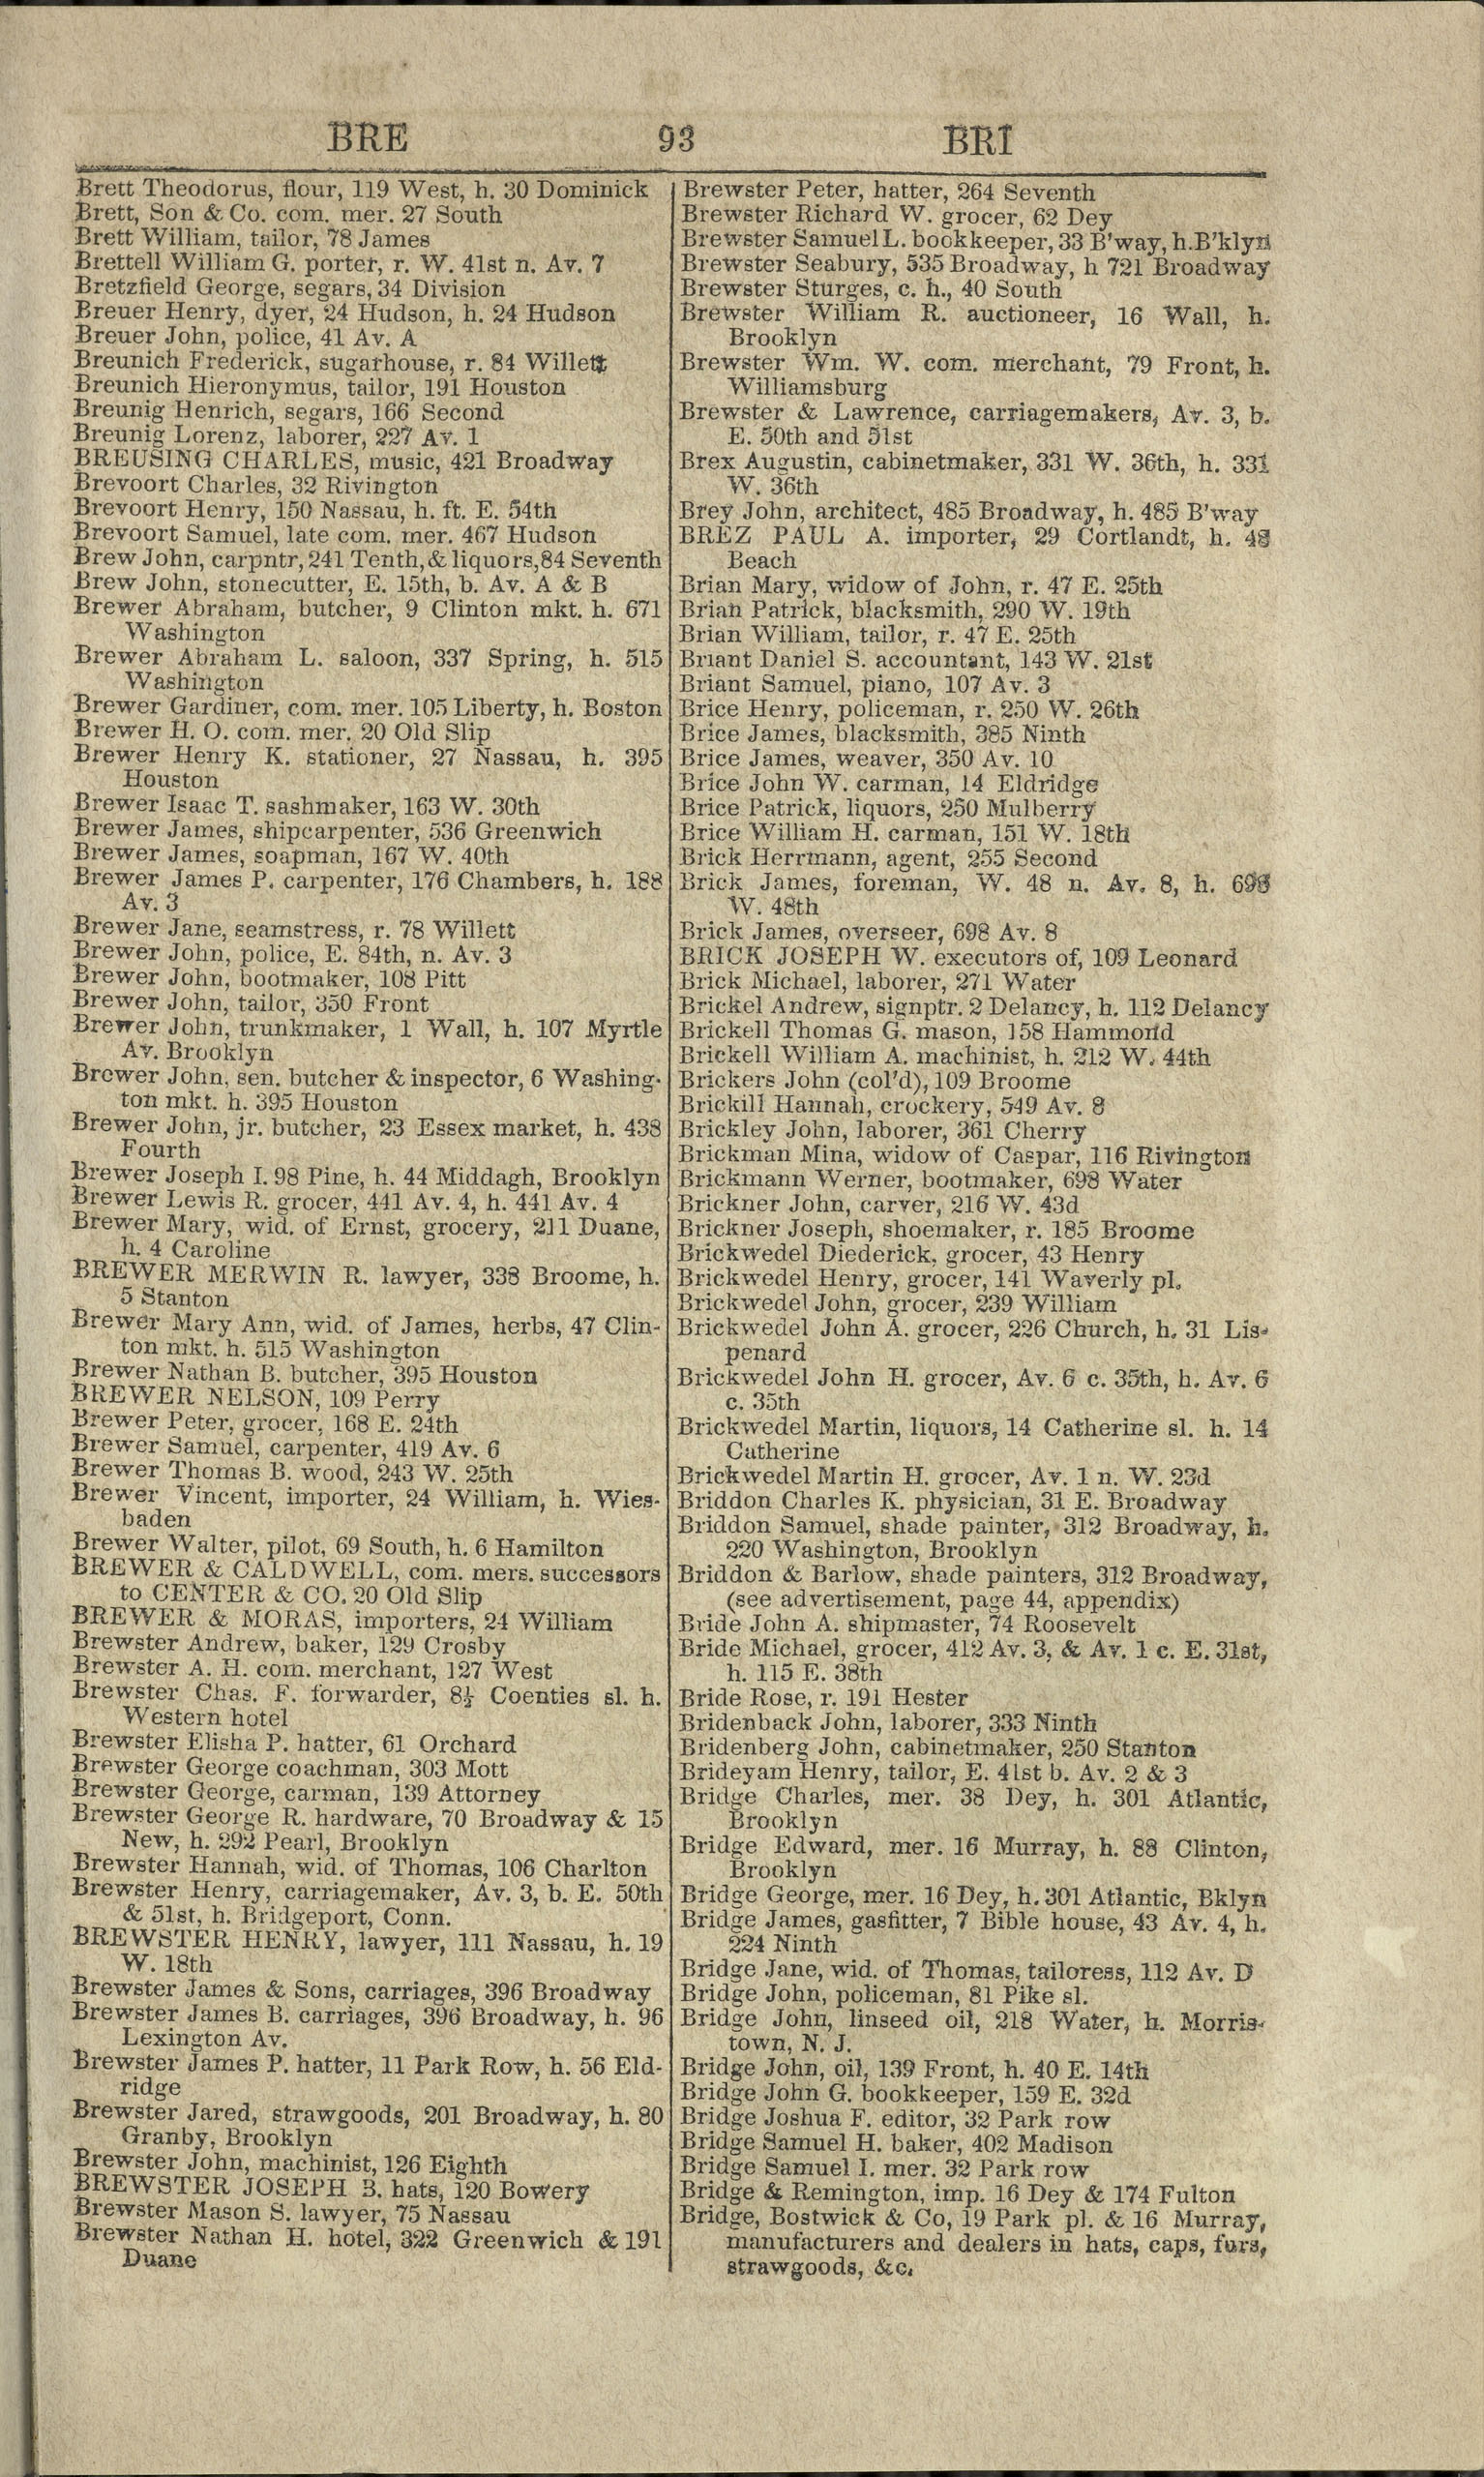 BRE 93 BRI
Brett Theodorus, flour, 119 West, h. 30 Dominick
Brett, Son & Co. com. mer. 27 South
Brett William, tailor, 78 James
Brettell William G. porter, r. W. 41st n. Av. 7
Bretzfield George, segars, 34 Division
Breuer Henry, dyer, 24 Hudson, h. 24 Hudson
Breuer John, police, 41 Av. A
Breunich Frederick, sugarhouse, r. 84 Willett
Breunich Hieronymus, tailor, 191 Houston
Breunig Henrich, segars, 166 Second
Breunig Lorenz, laborer, 227 Av. 1
BREUSING CHARLES, music, 421 Broadway
Brevoort Charles, 32 Rivington
Brevoort Henry, 150 Nassau, h. ft. E. 54th
Brevoort Samuel, late com. mer. 467 Hudson
Brew John, carpntr, 241 Tenth, & liquors, 84 Seventh
Brew John, stonecutter, E. 15th, b. Av. A & B
Brewer Abraham, butcher, 9 Clinton mkt. h. 671
Washington
Brewer Abraham L. saloon, 337 Spring, h. 515
Washington
Brewer Gardiner, com. mer. 105 Liberty, h. Boston
Brewer H. O. com. mer. 20 Old Slip
Brewer Henry K. stationer, 27 Nassau, h. 395
Houston
Brewer Isaac T. sashmaker, 163 W. 30th
Brewer James, shipcarpenter, 536 Greenwich
Brewer James, soapman, 167 W. 40th
Brewer James P. carpenter, 176 Chambers, h. 188
Av. 3
Brewer Jane, seamstress, r. 78 Willett
Brewer John, police, E. 84th, n. Av. 3
Brewer John, bootmaker, 108 Pitt
Brewer John, tailor, 350 Front
Brewer John, trunkmaker, 1 Wall, h. 107 Myrtle
Av. Brooklyn
Brewer John, sen. butcher & inspector, 6 Washing-
ton mkt. h. 395 Houston
Brewer John, jr. butcher, 23 Essex market, h. 438
Fourth
Brewer Joseph I. 98 Pine, h. 44 Middagh, Brooklyn
Brewer Lewis R. grocer, 441 Av. 4, h. 441 Av. 4
Brewer Mary, wid. of Ernst, grocery, 211 Duane,
h. 4 Caroline
BREWER MERWIN R. lawyer, 338 Broome, h.
5 Stanton
Brewer Mary Ann, wid. of James, herbs, 47 Clin-
ton mkt. h. 515 Washington
Brewer Nathan B. butcher, 395 Houston
BREWER NELSON, 109 Perry
Brewer Peter, grocer, 168 E. 24th
Brewer Samuel, carpenter, 419 Av. 6
Brewer Thomas B. wood, 243 W. 25th
Brewer Vincent, importer, 24 William, h. Wies-
baden
Brewer Walter, pilot, 69 South, h. 6 Hamilton
BREWER & CALDWELL, com. mers. successors
to CENTER & CO. 20 Old Slip
BREWER & MORAS, importers, 24 William
Brewster Andrew, baker, 129 Crosby
Brewster A. H. com. merchant, 127 West
Brewster Chas. F. forwarder, 8½ Coenties sl. h.
Western hotel
Brewster Elisha P. hatter, 61 Orchard
Brewster George coachman, 303 Mott
Brewster George, carman, 139 Attorney
Brewster George R. hardware, 70 Broadway & 15
New, h. 292 Pearl, Brooklyn
Brewster Hannah, wid. of Thomas, 106 Charlton
Brewster Henry, carriagemaker, Av. 3, b. E. 50th
& 51st, h. Bridgeport, Conn.
BREWSTER HENRY, lawyer, 111 Nassau, h. 19
W. 18th
Brewster James & Sons, carriages, 396 Broadway
Brewster James B. carriages, 396 Broadway, h. 96
Lexington Av.
Brewster James P. hatter, 11 Park Row, h. 56 Eld-
ridge
Brewster Jared, strawgoods, 201 Broadway, h. 80
Granby, Brooklyn
Brewster John, machinist, 126 Eighth
BREWSTER JOSEPH B. hats, 120 Bowery
Brewster Mason S. lawyer, 75 Nassau
Brewster Nathan H. hotel, 322 Greenwich & 191
Duane
Brewster Peter, hatter, 264 Seventh
Brewster Richard W. grocer, 62 Dey
Brewster Samuel L. bookkeeper, 33 B'way, h. B'klyn
Brewster Seabury, 535 Broadway, h 721 Broadway
Brewster Sturges, c. h., 40 South
Brewster William R. auctioneer, 16 Wall, h.
Brooklyn
Brewster Wm. W. com. merchant, 79 Front, h.
Williamsburg
Brewster & Lawrence, carriagemakers, Av. 3, b.
E. 50th and 51st
Brex Augustin, cabinetmaker, 331 W. 36th, h. 331
W. 36th
Brey John, architect, 485 Broadway, h. 485 B'way
BREZ PAUL A. importer, 29 Cortlandt, h. 48
Beach
Brian Mary, widow of John, r. 47 E. 25th
Brian Patrick, blacksmith, 290 W. 19th
Brian William, tailor, r. 47 E. 25th
Briant Daniel S. accountant, 143 W. 21st
Briant Samuel, piano, 107 Av. 3
Brice Henry, policeman, r. 250 W. 26th
Brice James, blacksmith, 385 Ninth
Brice James, weaver, 350 Av. 10
Brice John W. carman, 14 Eldridge
Brice Patrick, liquors, 250 Mulberry
Brice William H. carman, 151 W. 18th
Brick Herrmann, agent, 255 Second
Brick James, foreman, W. 48 n. Av. 8, h. 698
W. 48th
Brick James, overseer, 698 Av. 8
BRICK JOSEPH W. executors of, 109 Leonard
Brick Michael, laborer, 271 Water
Brickel Andrew, signptr. 2 Delancy, h. 112 Delancy
Brickell Thomas G. mason, 158 Hammond
Brickell William A. machinist, h. 212 W. 44th
Brickers John (col'd), 109 Broome
Brickill Hannah, crockery, 549 Av. 8
Brickley John, laborer, 361 Cherry
Brickman Mina, widow of Caspar, 116 Rivington
Brickmann Werner, bootmaker, 698 Water
Brickner John, carver, 216 W. 43d
Brickner Joseph, shoemaker, r. 185 Broome
Brickwedel Diederick, grocer, 43 Henry
Brickwedel Henry, grocer, 141 Waverly pl.
Brickwedel John, grocer, 239 William
Brickwedel John A. grocer, 226 Church, h. 31 Lis-
penard
Brickwedel John H. grocer, Av. 6 c. 35th, h. Av. 6
c. 35th
Brickwedel Martin, liquors, 14 Catherine sl. h. 14
Catherine
Brickwedel Martin H. grocer, Av. 1 n. W. 23d
Briddon Charles K. physician, 31 E. Broadway
Briddon Samuel, shade painter, 312 Broadway, h.
220 Washington, Brooklyn
Briddon & Barlow, shade painters, 312 Broadway,
(see advertisement, page 44, appendix)
Bride John A. shipmaster, 74 Roosevelt
Bride Michael, grocer, 412 Av. 3, & Av. 1 c. E. 31st,
h. 115 E. 38th
Bride Rose, r. 191 Hester
Bridenback John, laborer, 333 Ninth
Bridenberg John, cabinetmaker, 250 Stanton
Brideyam Henry, tailor, E. 41st b. Av. 2 & 3
Bridge Charles, mer. 38 Dey, h. 301 Atlantic,
Brooklyn
Bridge Edward, mer. 16 Murray, h. 88 Clinton,
Brooklyn
Bridge George, mer. 16 Dey, h. 301 Atlantic, Bklyn
Bridge James, gasfitter, 7 Bible house, 43 Av. 4, h.
224 Ninth
Bridge Jane, wid. of Thomas, tailoress, 112 Av. D
Bridge John, policeman, 81 Pike sl.
Bridge John, linseed oil, 218 Water, h. Morris-
town, N. J.
Bridge John, oil, 139 Front, h. 40 E. 14th
Bridge John G. bookkeeper, 159 E. 32d
Bridge Joshua F. editor, 32 Park row
Bridge Samuel H. baker, 402 Madison
Bridge Samuel I. mer. 32 Park row
Bridge & Remington, imp. 16 Dey & 174 Fulton
Bridge, Bostwick & Co, 19 Park pl. & 16 Murray,
manufacturers and dealers in hats, caps, furs,
strawgoods, &c.